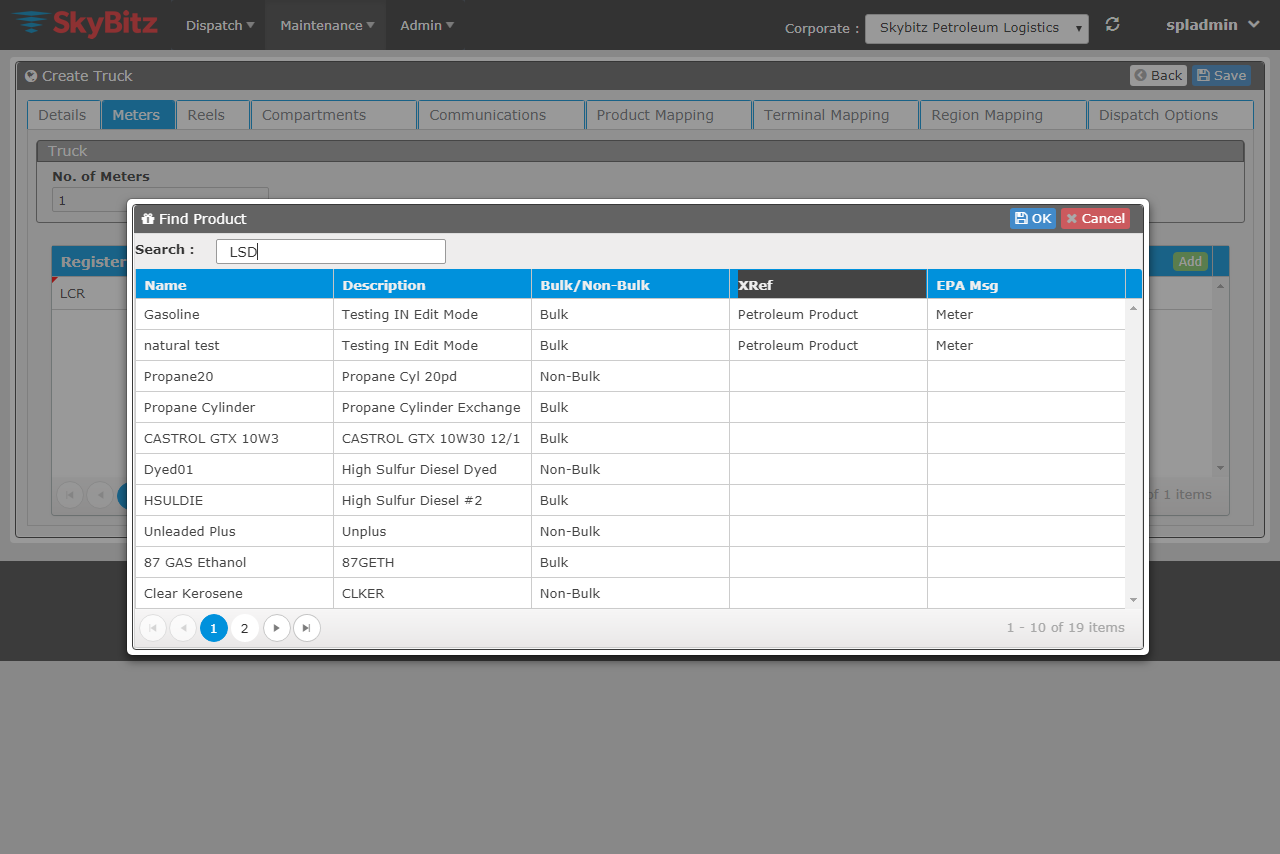 SkyBitz Dispatch Maintenance Admin Corporate : Skybitz Petroleum Logistics spladmin
Create Truck Back Save
Details Meters Reels Compartments Communications Product Mapping Terminal Mapping Region Mapping Dispatch Options
Truck
No. of Meters
1
Find Product OK Cancel
Search : LSD
Register Add
LCR
Name Description Bulk/Non-Bulk XRef EPA Msg
Gasoline Testing IN Edit Mode Bulk Petroleum Product Meter
natural test Testing IN Edit Mode Bulk Petroleum Product Meter
Propane20 Propane Cyl 20pd Non-Bulk
Propane Cylinder Propane Cylinder Exchange Bulk
CASTROL GTX 10W3 CASTROL GTX 10W30 12/1 Bulk
Dyed01 High Sulfur Diesel Dyed Non-Bulk
HSULDIE High Sulfur Diesel #2 Bulk
Unleaded Plus Unplus Non-Bulk
87 GAS Ethanol 87GETH Bulk
Clear Kerosene CLKER Non-Bulk
1 2 1 - 10 of 19 items
of 1 items